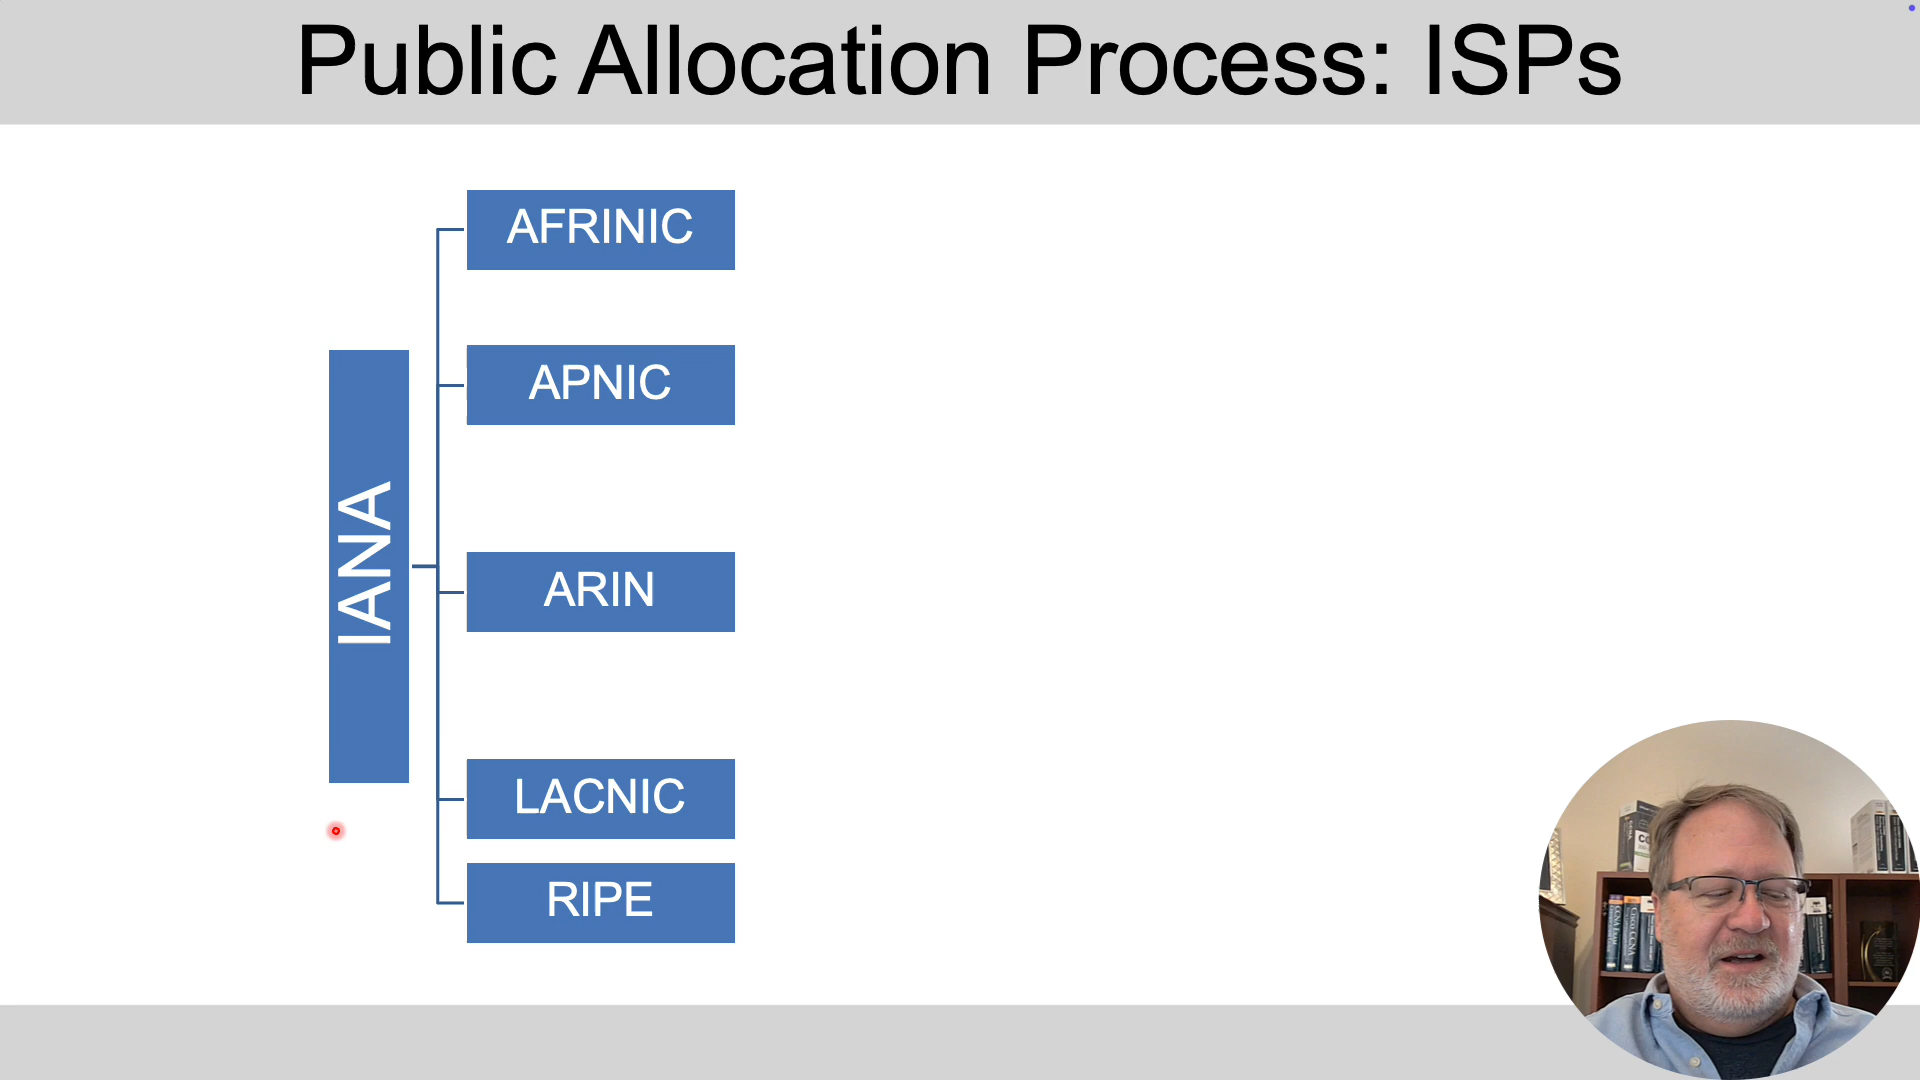 Public Allocation Process: ISPs
AFRINIC
APNIC
IANA
ARIN
LACNIC
RIPE